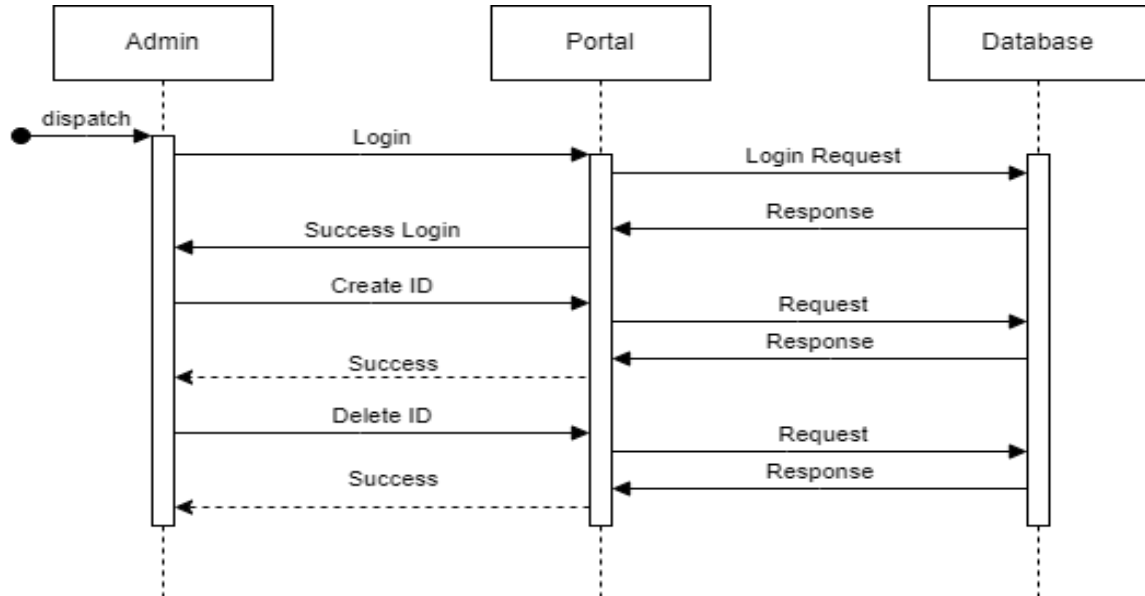 Admin
Portal
Database
dispatch
Login
Login Request
Response
Success Login
Create ID
Request
Response
Success
Delete ID
Request
Success
Response